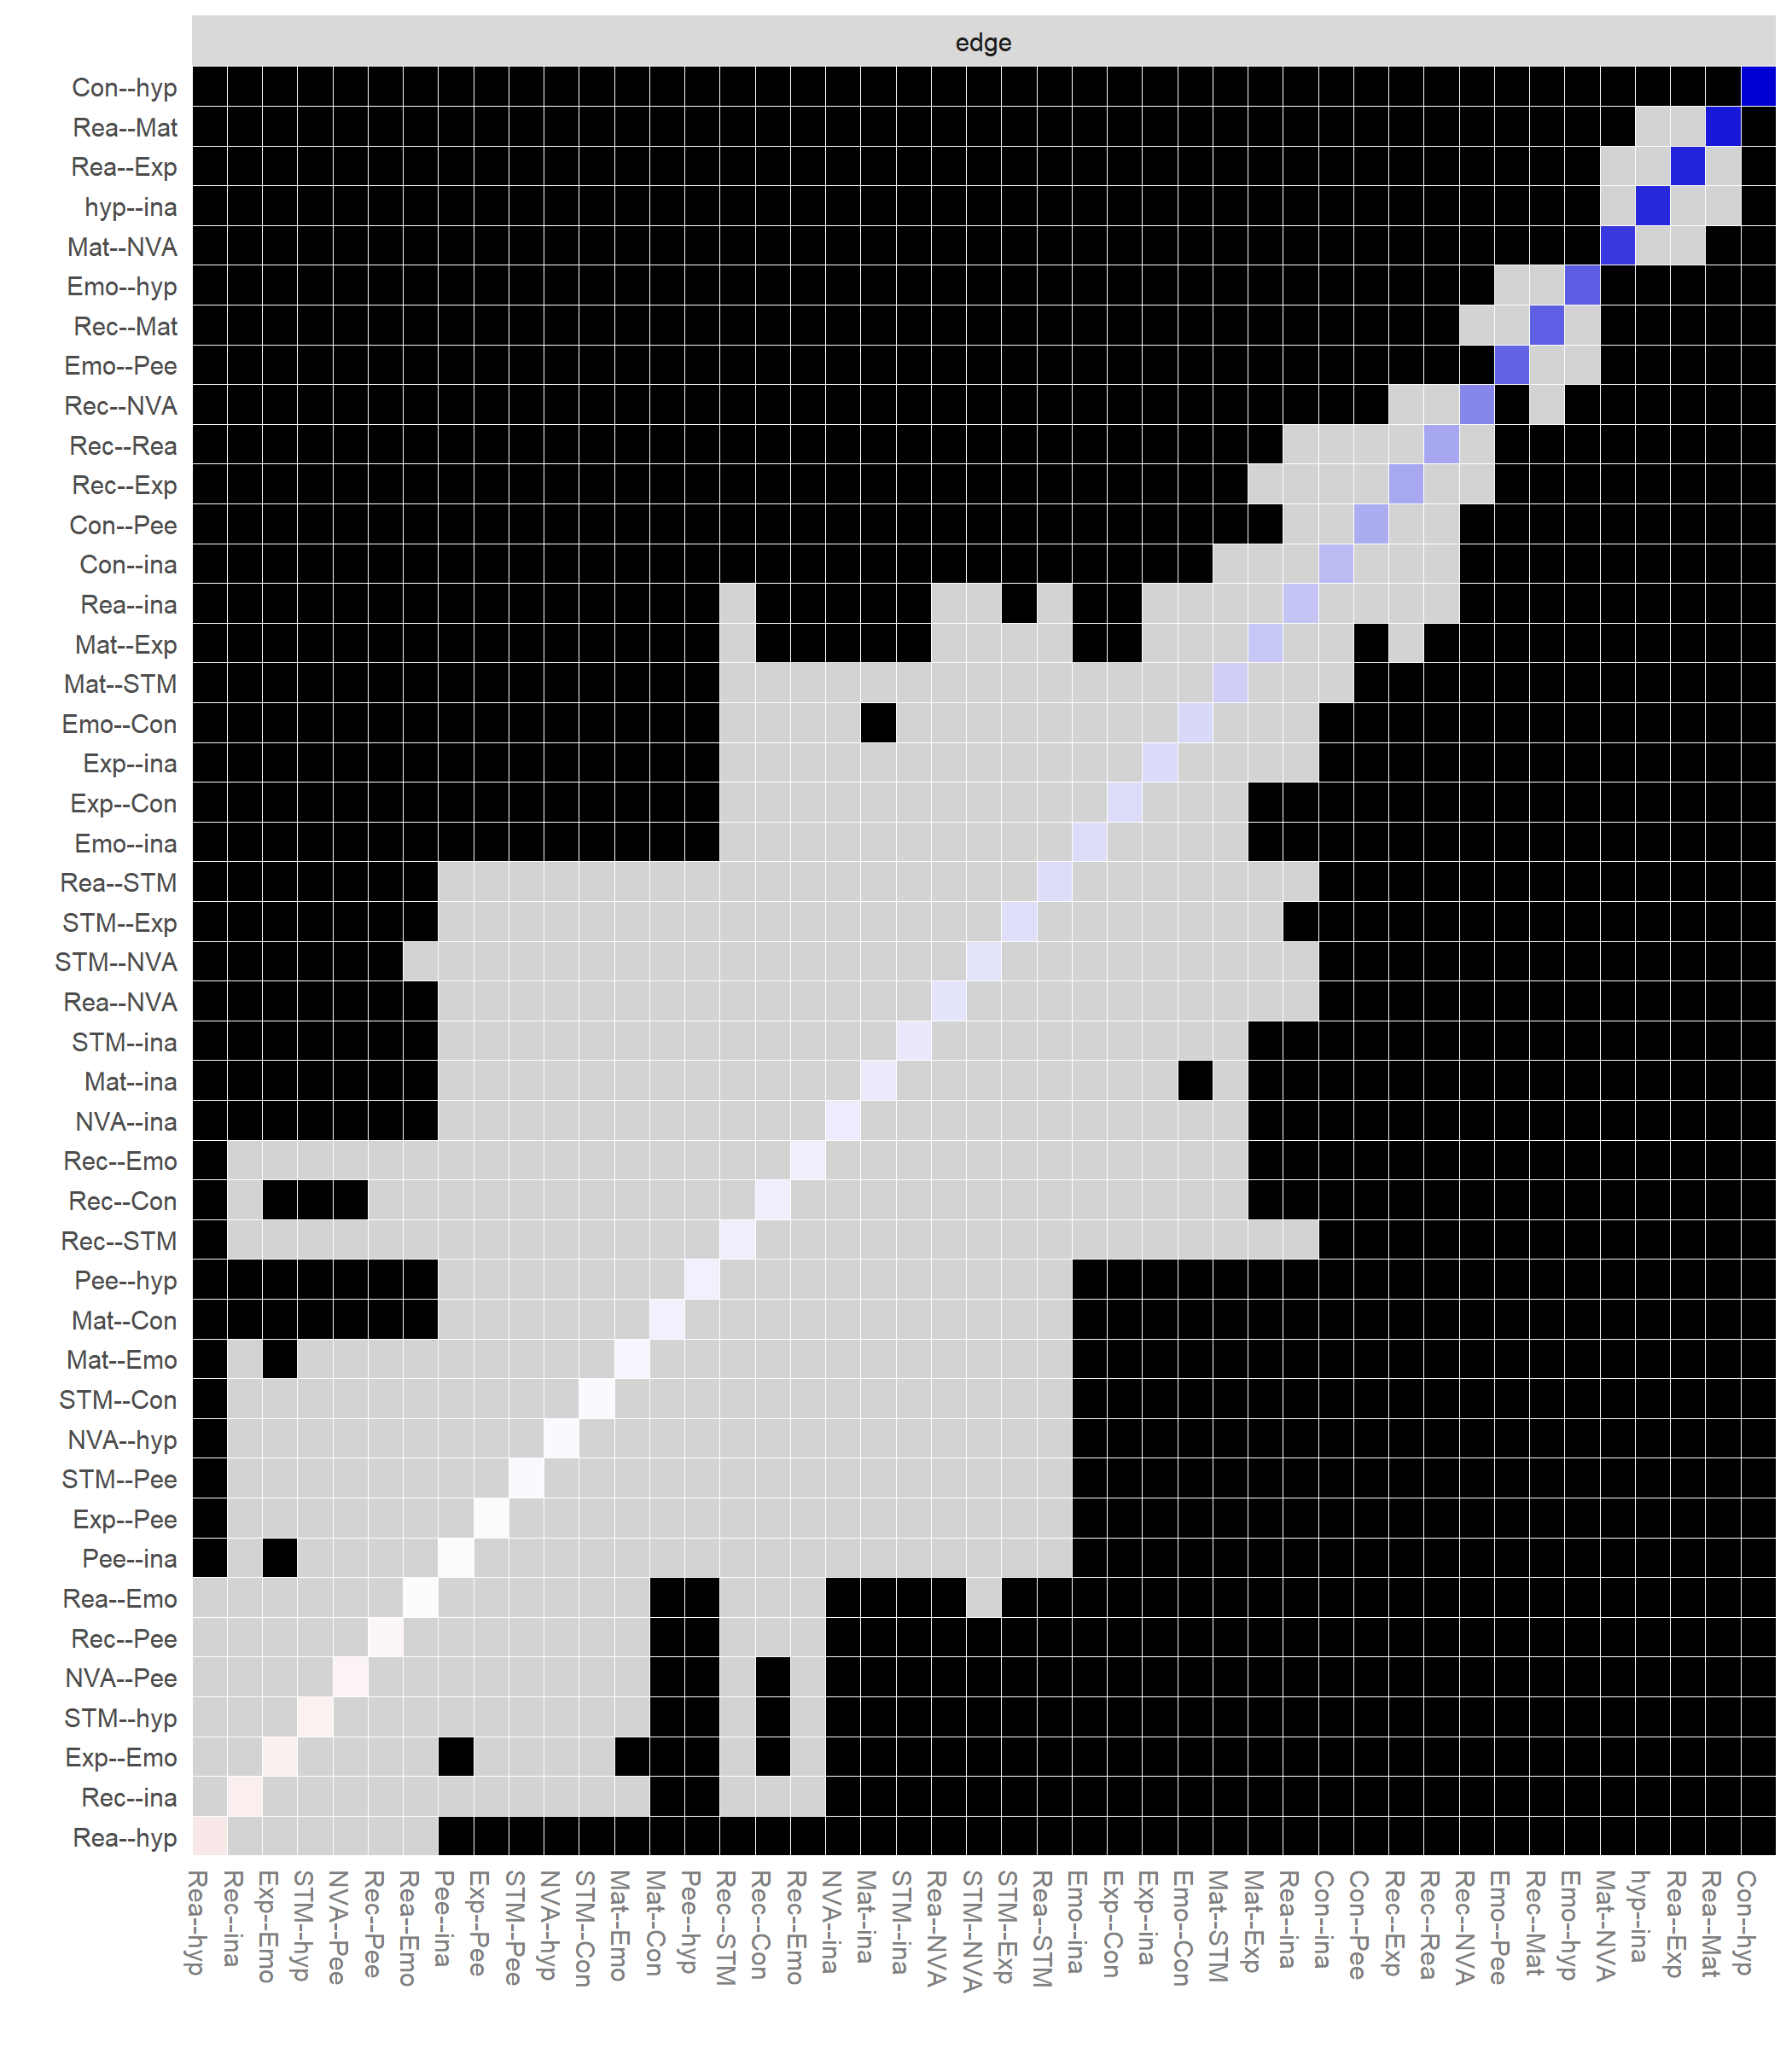 edge
Con--hyp
Rea--Mat
Rea--Exp
hyp--ina
Mat--NVA
Emo--hyp
Rec--Mat
Emo--Pee
Rec--NVA
Rec--Rea
Rec--Exp
Con--Pee
Con--ina
Rea--ina
Mat--Exp
Mat--STM
Emo--Con
Exp--ina
Exp--Con
Emo--ina
Rea--STM
STM--Exp
STM--NVA
Rea--NVA
STM--ina
Mat--ina
NVA--ina
Rec--Emo
Rec--Con
Rec--STM
Pee--hyp
Mat--Con
Mat--Emo
STM--Con
NVA--hyp
STM--Pee
Exp--Pee
Pee--ina
Rea--Emo
Rec--Pee
NVA--Pee
STM--hyp
Exp--Emo
Rec--ina
Rea--hyp
Rea--hyp
Rec--ina
Exp--Emo
STM--hyp
NVA--Pee
Rec--Pee
Rea--Emo
Pee--ina
Exp--Pee
STM--Pee
NVA--hyp
STM--Con
Mat--Emo
Mat--Con
Pee--hyp
Rec--STM
Rec--Con
Rec--Emo
NVA--ina
Mat--ina
STM--ina
Rea--NVA
STM--NVA
STM--Exp
Rea--STM
Emo--ina
Exp--Con
Exp--ina
Emo--Con
Mat--STM
Mat--Exp
Rea--ina
Con--ina
Con--Pee
Rec--Exp
Rec--Rea
Rec--NVA
Emo--Pee
Rec--Mat
Emo--hyp
Mat--NVA
hyp--ina
Rea--Exp
Rea--Mat
Con--hyp